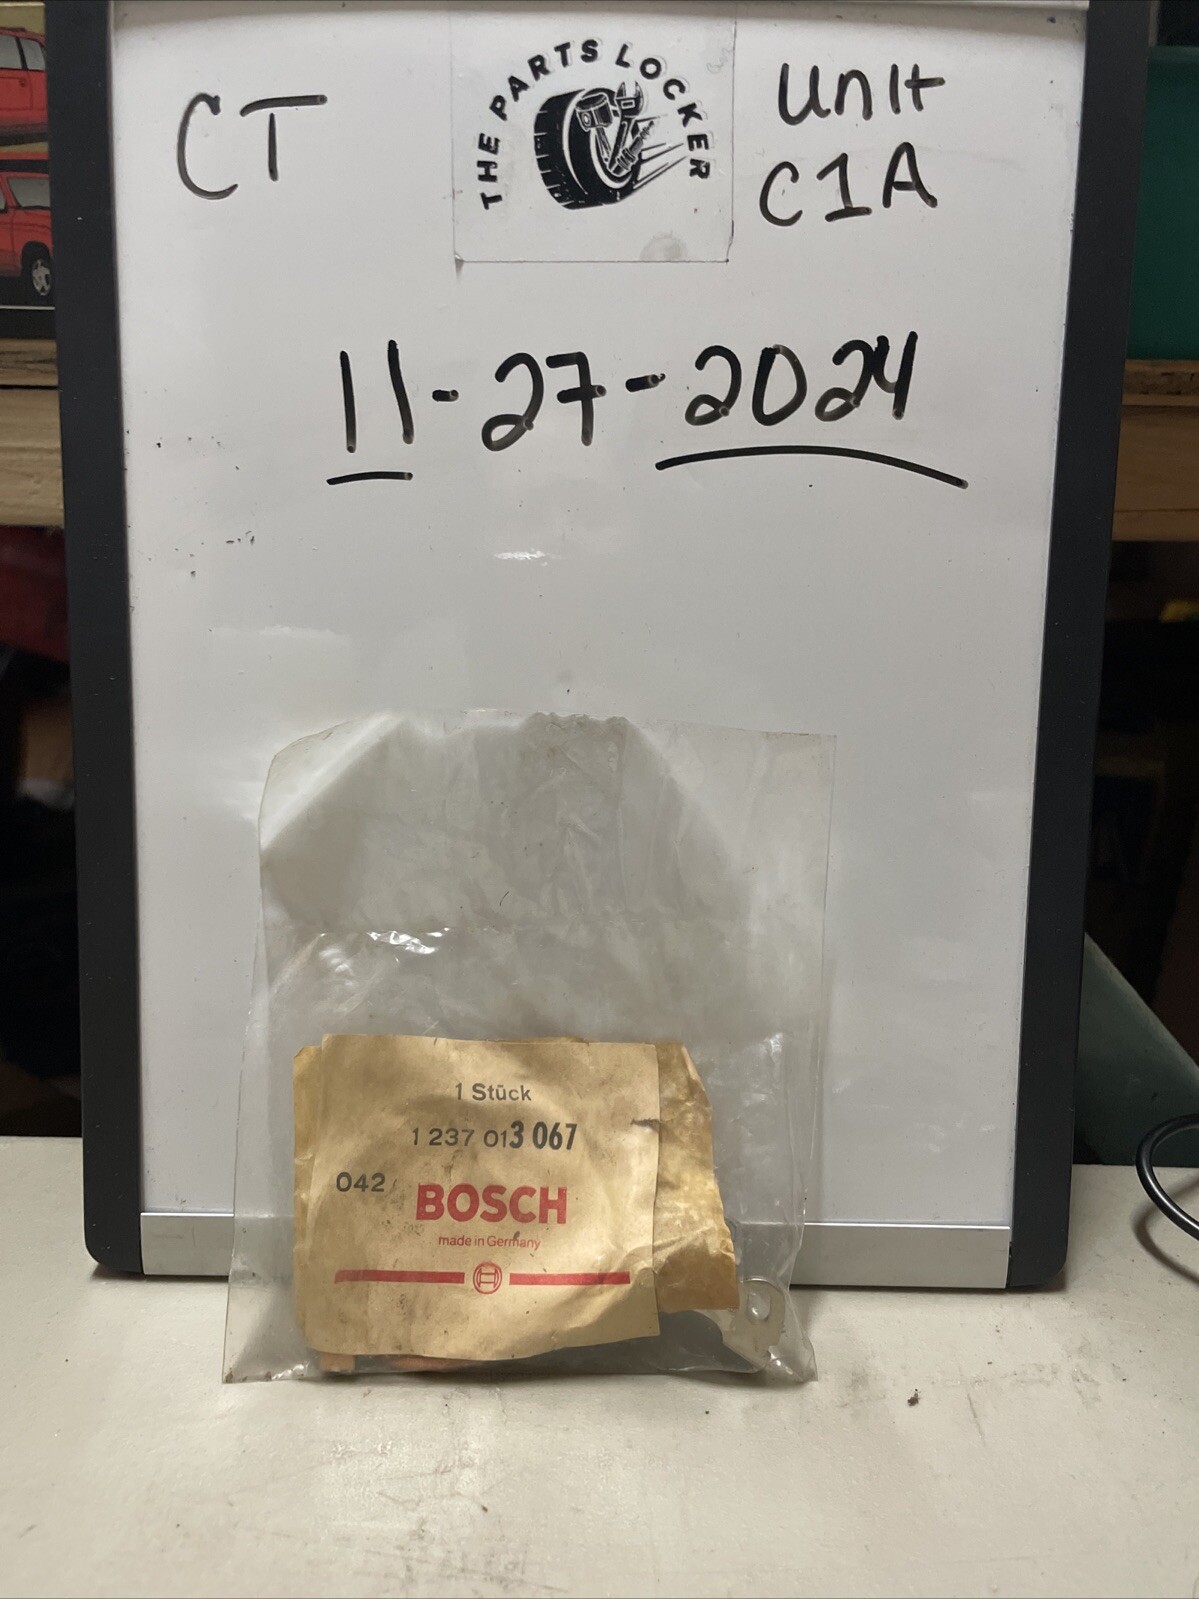 CT
THE PARTS LOCKER
Unit
C1A
11-27-2024
1 Stück
1 237 013 067
042
BOSCH
made in Germany